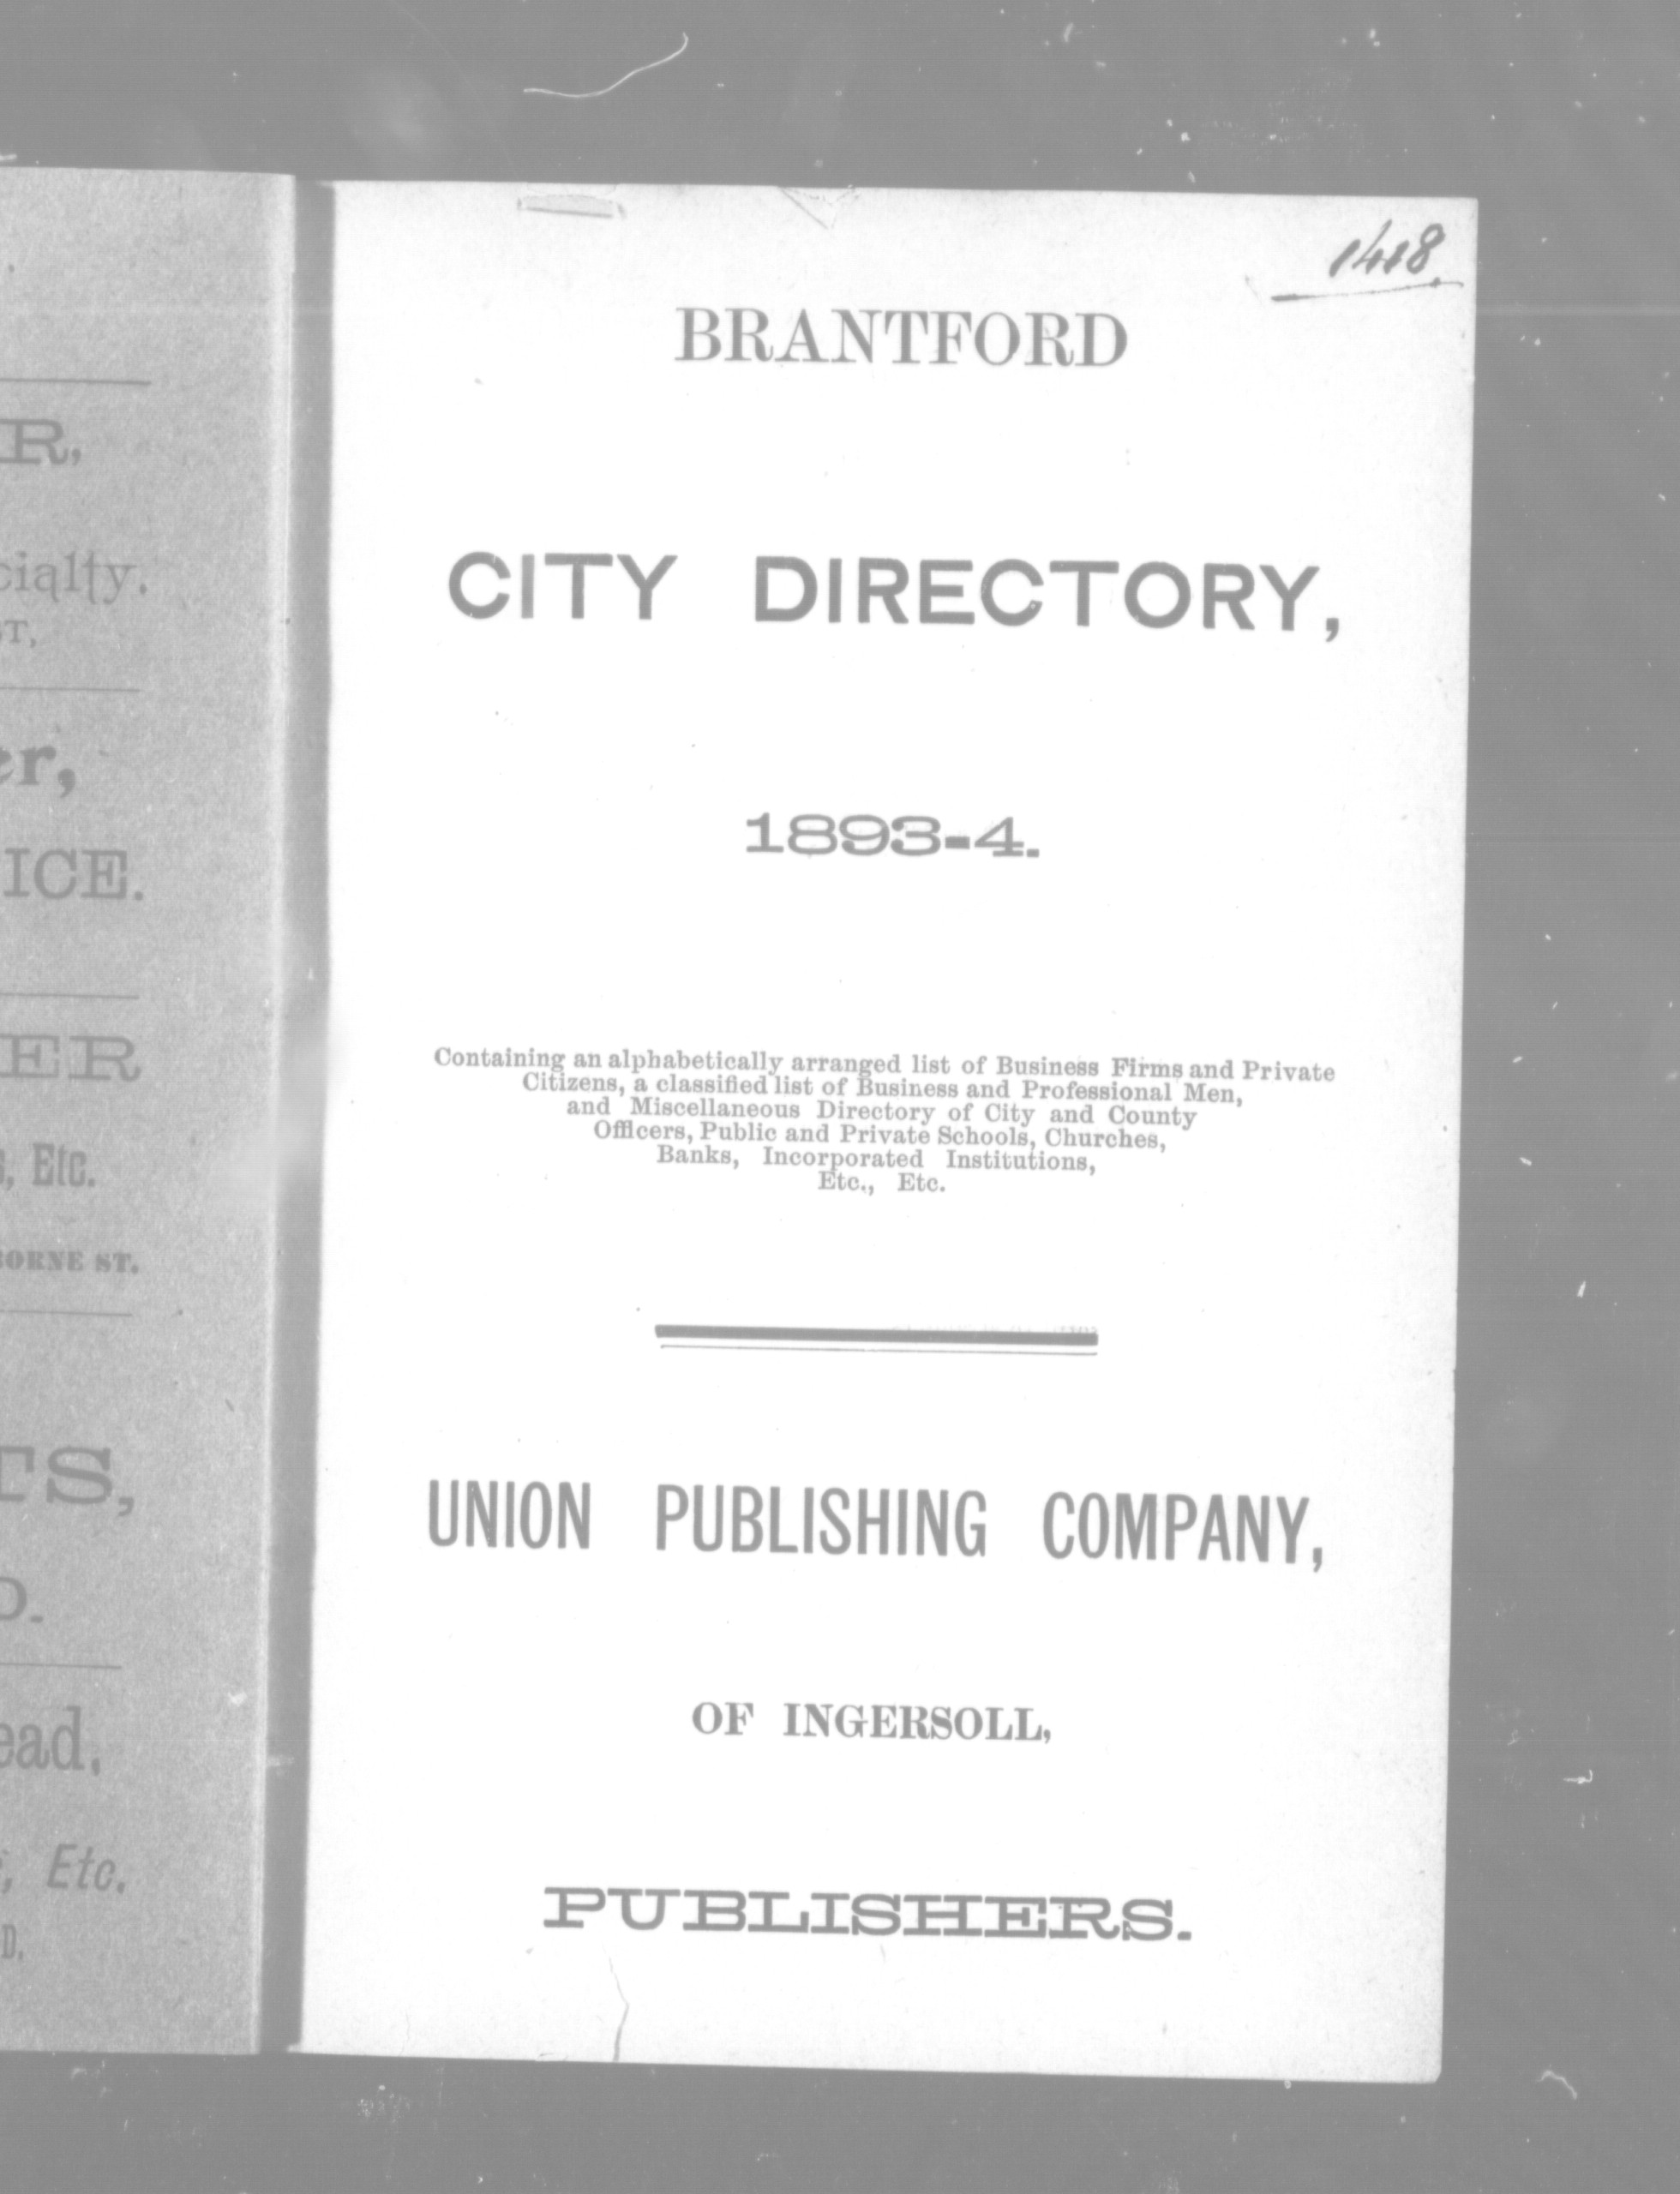 R,
cialty.
ST,
er,
ICE.
ER
s, Etc.
BORNE ST.
TS,
D.
ead,
, Etc.
D.
1418
BRANTFORD
CITY DIRECTORY,
1893-4.
Containing an alphabetically arranged list of Business Firms and Private
Citizens, a classified list of Business and Professional Men,
and Miscellaneous Directory of City and County
Officers, Public and Private Schools, Churches,
Banks, Incorporated Institutions,
Etc., Etc.
UNION PUBLISHING COMPANY,
OF INGERSOLL,
PUBLISHERS.